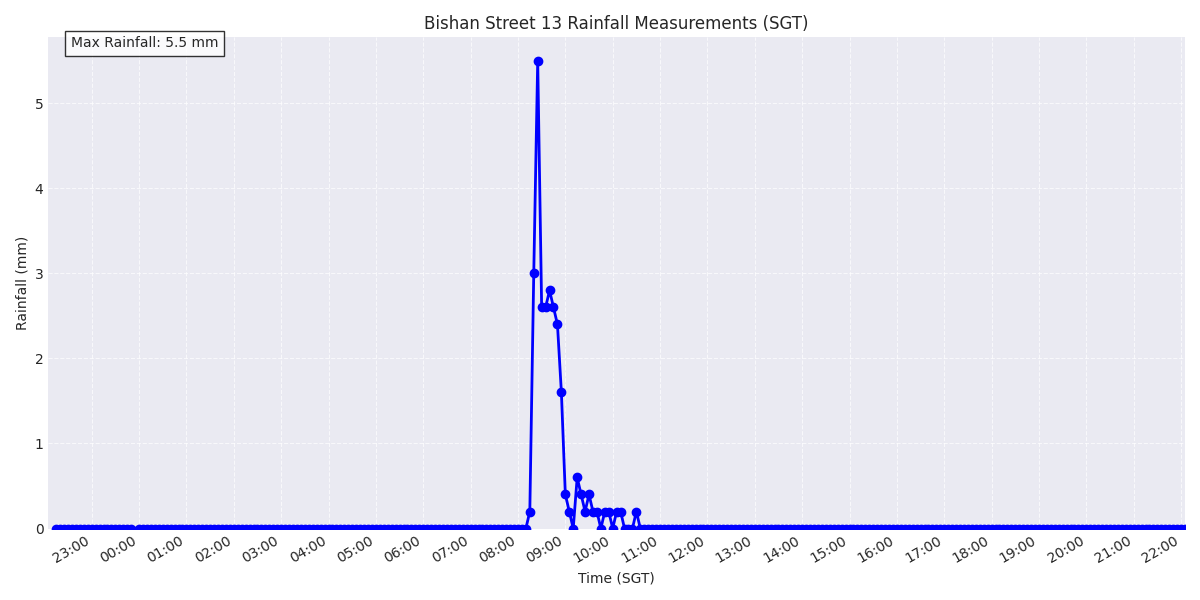 Bishan Street 13 Rainfall Measurements (SGT)
Max Rainfall: 5.5 mm
Rainfall (mm)
5
4
3
2
1
0
23:00 00:00 01:00 02:00 03:00 04:00 05:00 06:00 07:00 08:00 09:00 10:00 11:00 12:00 13:00 14:00 15:00 16:00 17:00 18:00 19:00 20:00 21:00 22:00
Time (SGT)